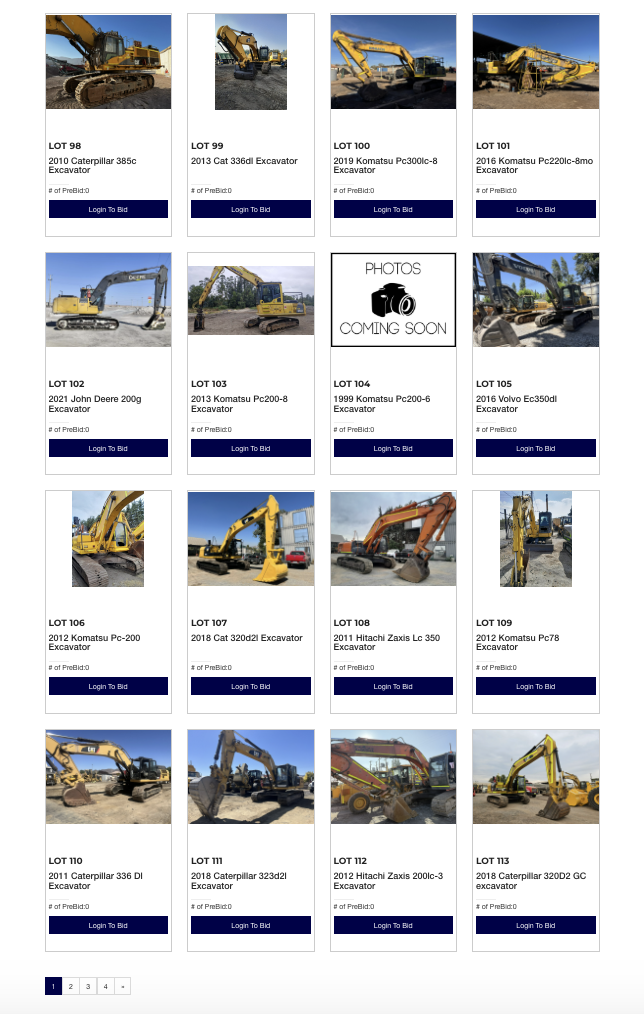 LOT 98
2010 Caterpillar 385c
Excavator
# of PreBid:0
Login To Bid
LOT 99
2013 Cat 336dl Excavator
# of PreBid:0
Login To Bid
LOT 100
2019 Komatsu Pc300lc-8
Excavator
# of PreBid:0
Login To Bid
LOT 101
2016 Komatsu Pc220lc-8mo
Excavator
# of PreBid:0
Login To Bid
LOT 102
2021 John Deere 200g
Excavator
# of PreBid:0
Login To Bid
LOT 103
2013 Komatsu Pc200-8
Excavator
# of PreBid:0
Login To Bid
PHOTOS
COMING SOON
LOT 104
1999 Komatsu Pc200-6
Excavator
# of PreBid:0
Login To Bid
LOT 105
2016 Volvo Ec350dl
Excavator
# of PreBid:0
Login To Bid
LOT 106
2012 Komatsu Pc-200
Excavator
# of PreBid:0
Login To Bid
LOT 107
2018 Cat 320d2l Excavator
# of PreBid:0
Login To Bid
LOT 108
2011 Hitachi Zaxis Lc 350
Excavator
# of PreBid:0
Login To Bid
LOT 109
2012 Komatsu Pc78
Excavator
# of PreBid:0
Login To Bid
CAT
LOT 110
2011 Caterpillar 336 Dl
Excavator
# of PreBid:0
Login To Bid
LOT 111
2018 Caterpillar 323d2l
Excavator
# of PreBid:0
Login To Bid
LOT 112
2012 Hitachi Zaxis 200lc-3
Excavator
# of PreBid:0
Login To Bid
LOT 113
2018 Caterpillar 320D2 GC
excavator
# of PreBid:0
Login To Bid
1 2 3 4 »